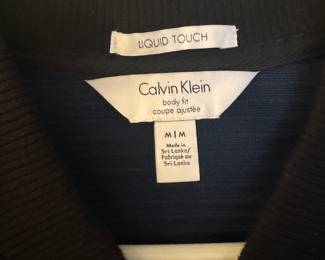 LIQUID TOUCH
Calvin Klein
body fit
coupe ajustée
M|M
Made in
Sri Lanka/
Fabriqué au
Sri Lanka